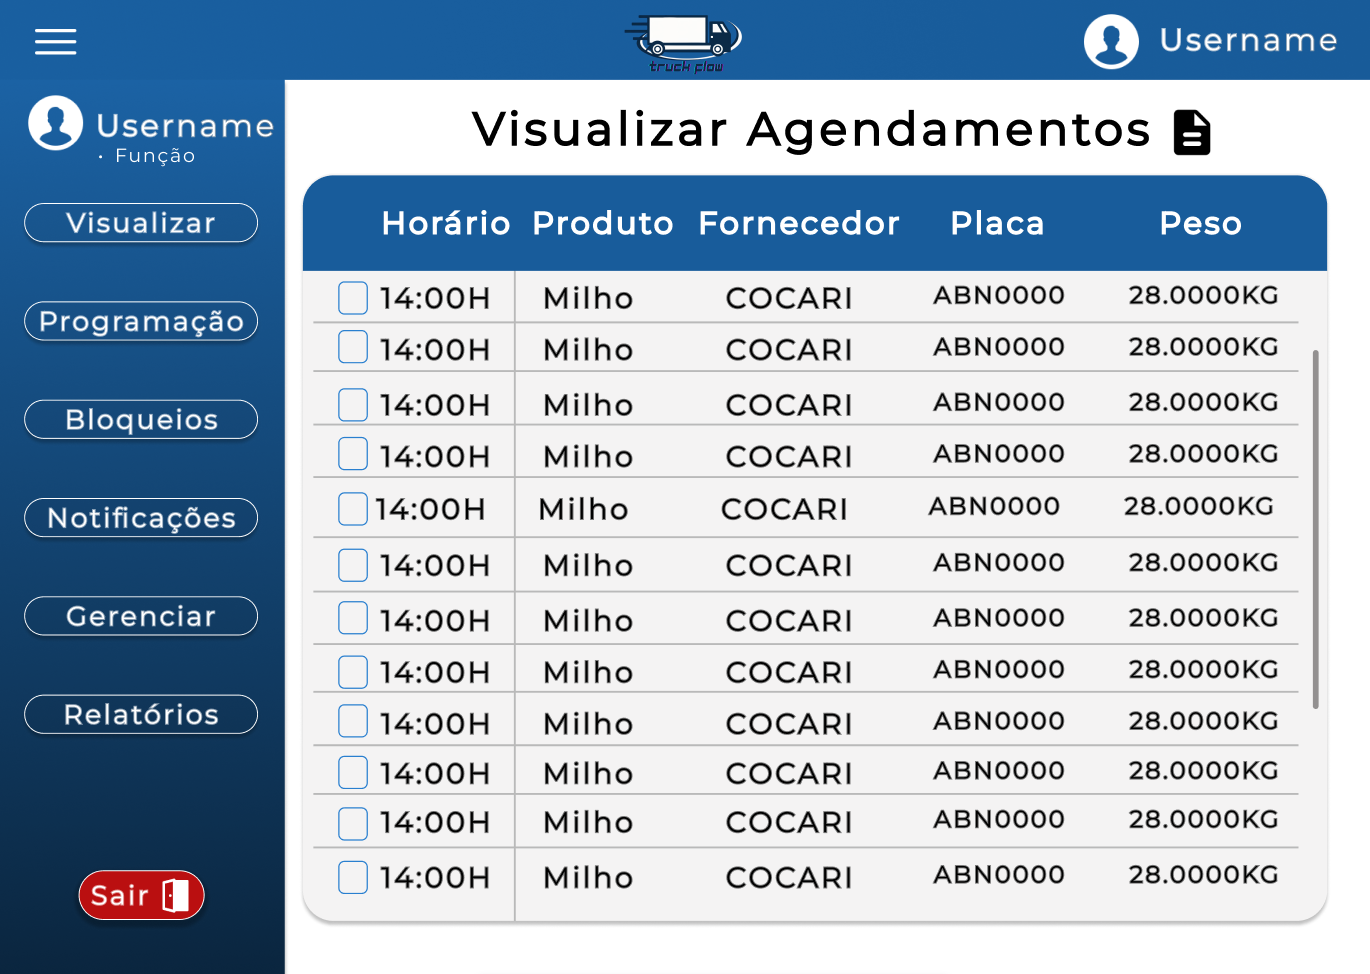 truck flow
Username
Username
• Função
Visualizar
Programação
Bloqueios
Notificações
Gerenciar
Relatórios
Sair
Visualizar Agendamentos
Horário Produto Fornecedor Placa Peso
14:00H Milho COCARI ABN0000 28.0000KG
14:00H Milho COCARI ABN0000 28.0000KG
14:00H Milho COCARI ABN0000 28.0000KG
14:00H Milho COCARI ABN0000 28.0000KG
14:00H Milho COCARI ABN0000 28.0000KG
14:00H Milho COCARI ABN0000 28.0000KG
14:00H Milho COCARI ABN0000 28.0000KG
14:00H Milho COCARI ABN0000 28.0000KG
14:00H Milho COCARI ABN0000 28.0000KG
14:00H Milho COCARI ABN0000 28.0000KG
14:00H Milho COCARI ABN0000 28.0000KG
14:00H Milho COCARI ABN0000 28.0000KG